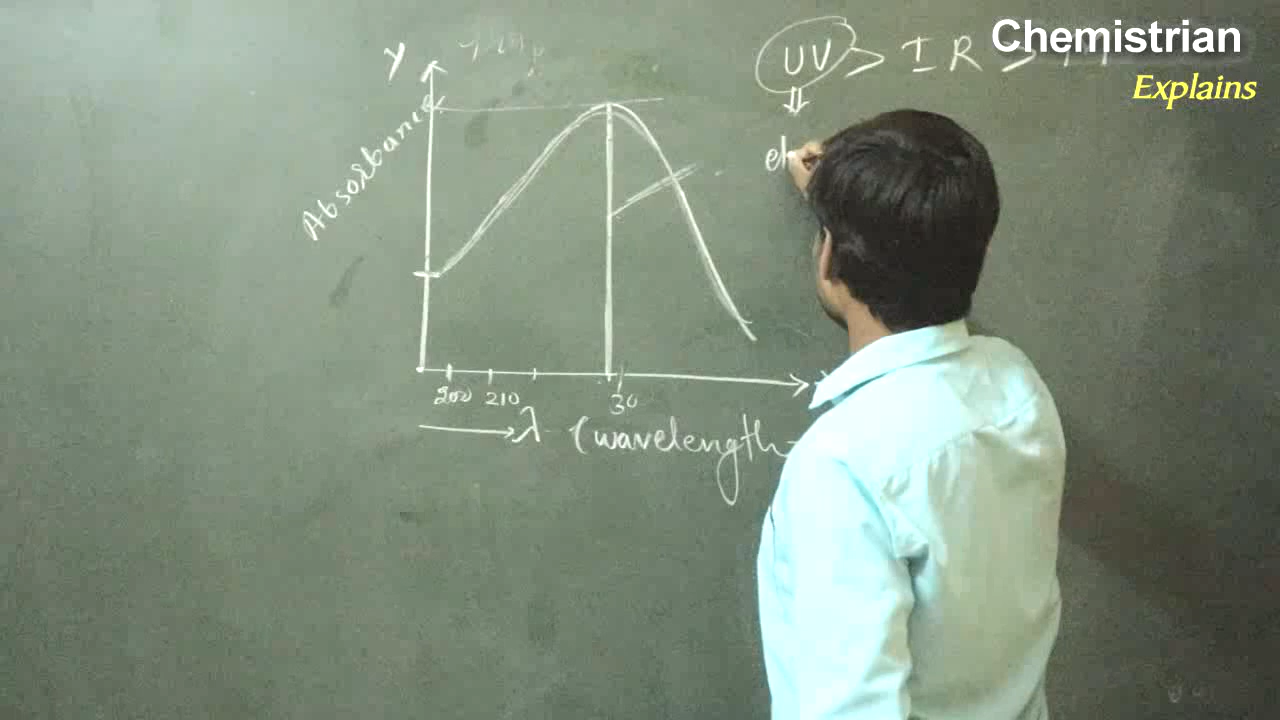 Chemistrian
Explains
UV > IR >
el
Y
Absorbance
200 210 30
λ (wavelength